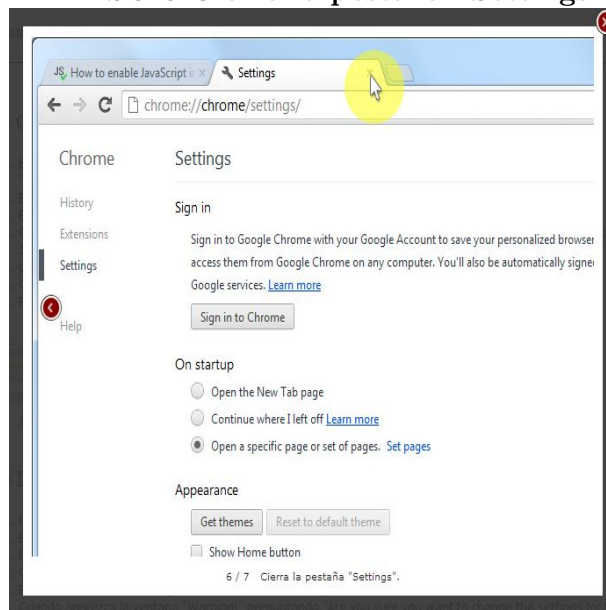 How to enable JavaScript i
Settings
chrome://chrome/settings/
Chrome
Settings
History
Extensions
Settings
Help
Sign in
Sign in to Google Chrome with your Google Account to save your personalized browser
access them from Google Chrome on any computer. You'll also be automatically signe
Google services. Learn more
Sign in to Chrome
On startup
Open the New Tab page
Continue where I left off Learn more
Open a specific page or set of pages. Set pages
Appearance
Get themes Reset to default theme
Show Home button
6 / 7 Cierra la pestaña "Settings".